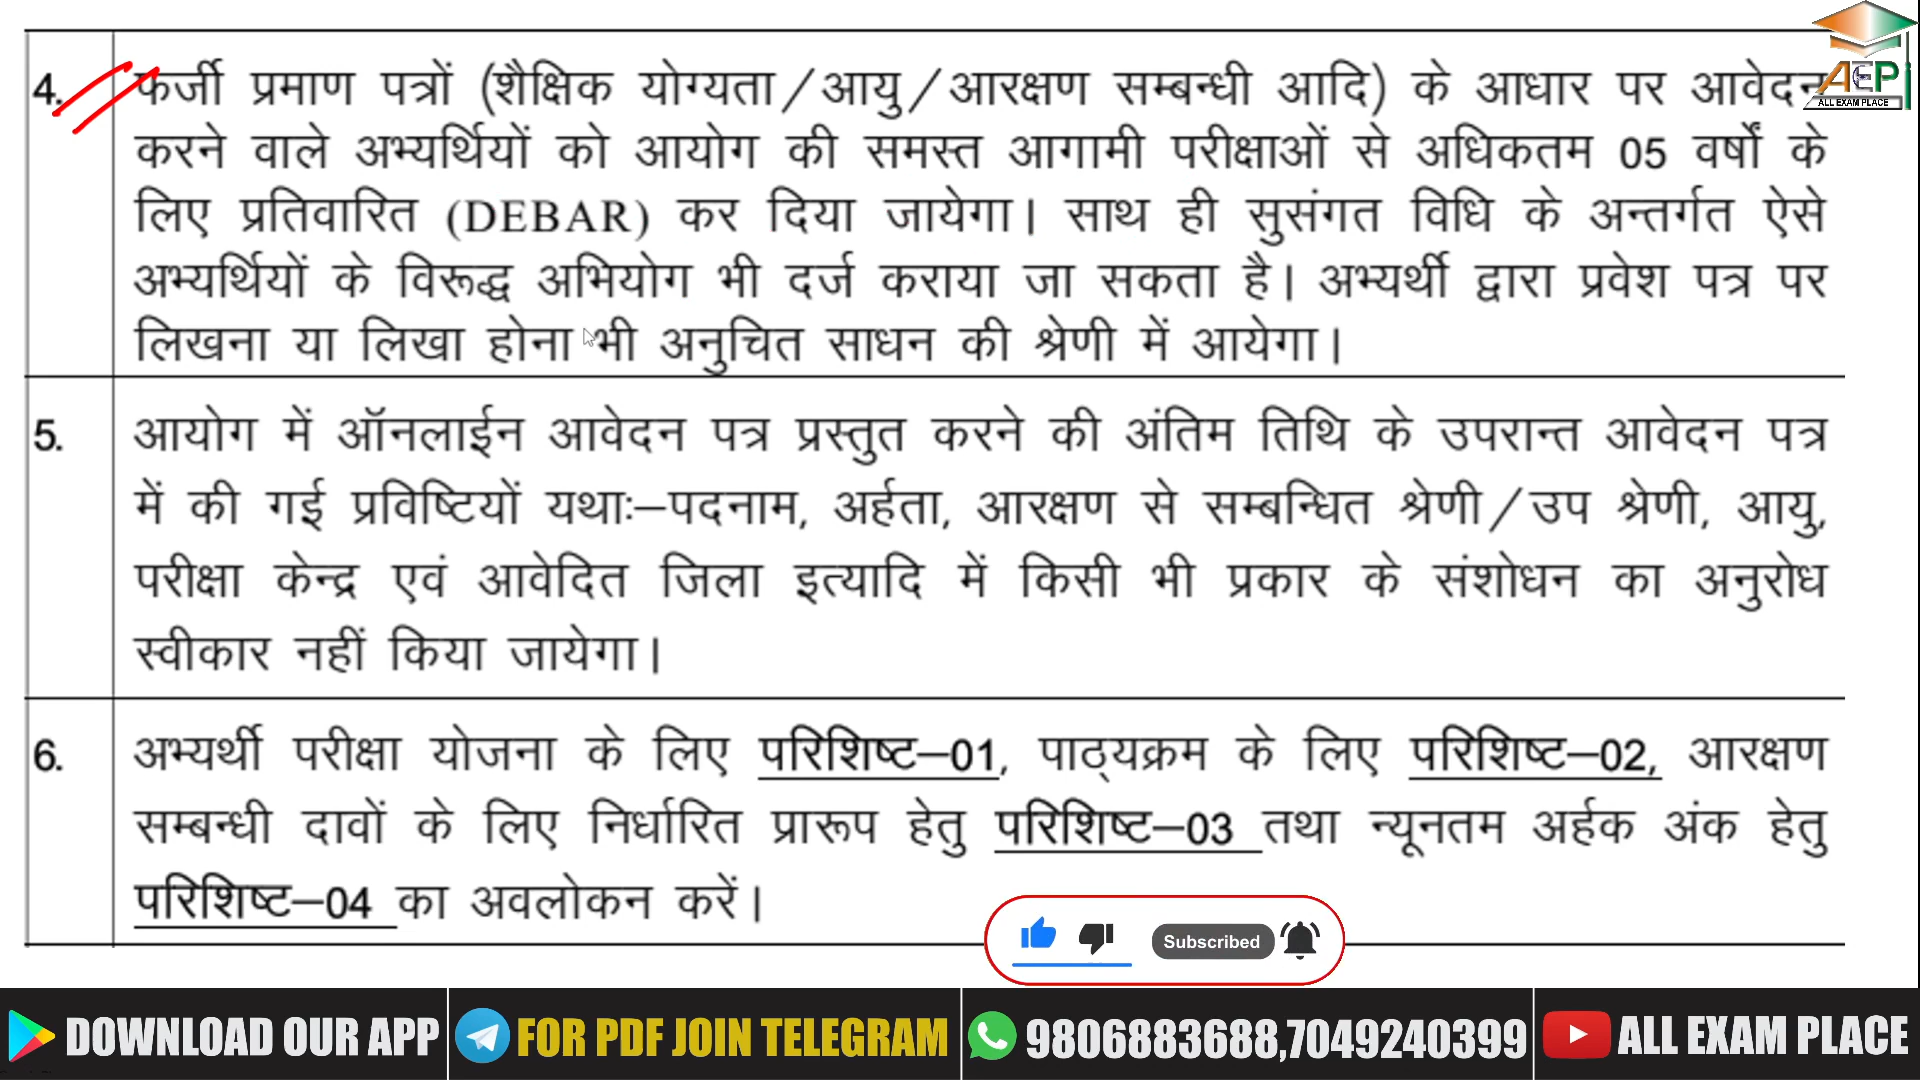 4. फर्जी प्रमाण पत्रों (शैक्षिक योग्यता/आयु/आरक्षण सम्बन्धी आदि) के आधार पर आवेदन
करने वाले अभ्यर्थियों को आयोग की समस्त आगामी परीक्षाओं से अधिकतम 05 वर्षों के
लिए प्रतिवारित (DEBAR) कर दिया जायेगा। साथ ही सुसंगत विधि के अन्तर्गत ऐसे
अभ्यर्थियों के विरूद्ध अभियोग भी दर्ज कराया जा सकता है। अभ्यर्थी द्वारा प्रवेश पत्र पर
लिखना या लिखा होना भी अनुचित साधन की श्रेणी में आयेगा।
AEP
ALL EXAM PLACE
5. आयोग में ऑनलाईन आवेदन पत्र प्रस्तुत करने की अंतिम तिथि के उपरान्त आवेदन पत्र
में की गई प्रविष्टियों यथाः–पदनाम, अर्हता, आरक्षण से सम्बन्धित श्रेणी/उप श्रेणी, आयु,
परीक्षा केन्द्र एवं आवेदित जिला इत्यादि में किसी भी प्रकार के संशोधन का अनुरोध
स्वीकार नहीं किया जायेगा।
6. अभ्यर्थी परीक्षा योजना के लिए परिशिष्ट–01, पाठ्यक्रम के लिए परिशिष्ट–02, आरक्षण
सम्बन्धी दावों के लिए निर्धारित प्रारूप हेतु परिशिष्ट–03 तथा न्यूनतम अर्हक अंक हेतु
परिशिष्ट–04 का अवलोकन करें।
Subscribed
DOWNLOAD OUR APP FOR PDF JOIN TELEGRAM 9806883688,7049240399 ALL EXAM PLACE